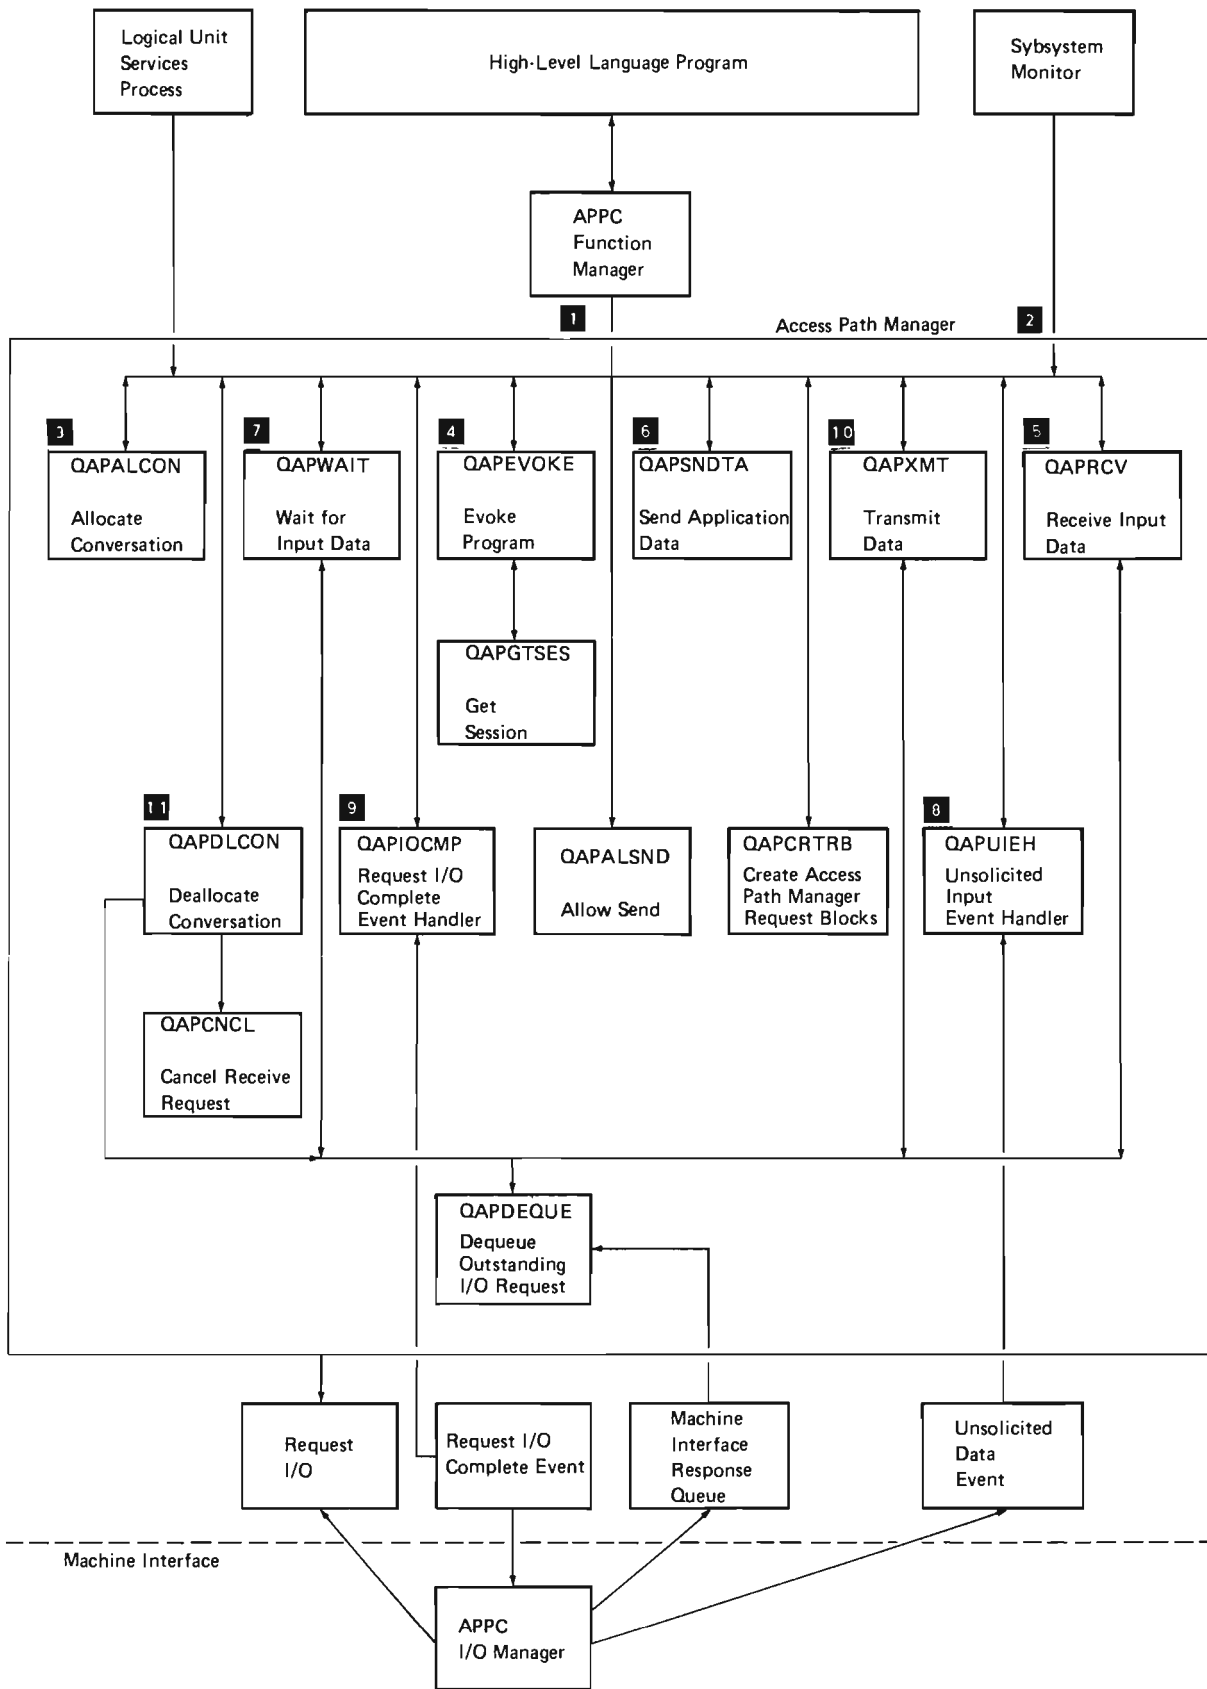 Logical Unit
Services
Process
High-Level Language Program
Sybsystem
Monitor
APPC
Function
Manager
1
Access Path Manager
2
3
QAPALCON
Allocate
Conversation
7
QAPWAIT
Wait for
Input Data
4
QAPEVOKE
Evoke
Program
6
QAPSNDTA
Send Application
Data
10
QAPXMT
Transmit
Data
5
QAPRCV
Receive Input
Data
QAPGTSES
Get
Session
11
QAPDLCON
Deallocate
Conversation
9
QAPIOCMP
Request I/O
Complete
Event Handler
QAPALSND
Allow Send
QAPCRTRB
Create Access
Path Manager
Request Blocks
8
QAPUIEH
Unsolicited
Input
Event Handler
QAPCNCL
Cancel Receive
Request
QAPDEQUE
Dequeue
Outstanding
I/O Request
Request
I/O
Request I/O
Complete Event
Machine
Interface
Response
Queue
Unsolicited
Data
Event
Machine Interface
APPC
I/O Manager